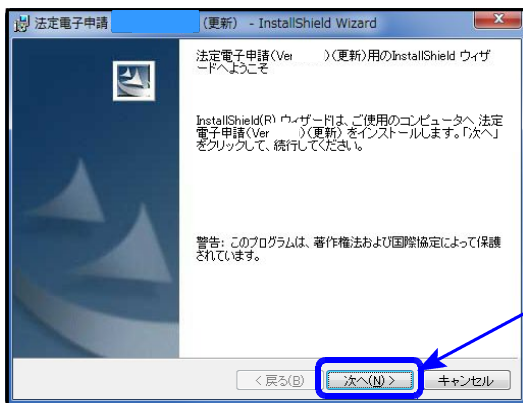 法定電子申請 (更新) - InstallShield Wizard
法定電子申請(Ver )(更新)用のInstallShield ウィザ
ードへようこそ
InstallShield(R) ウィザードは、ご使用のコンピュータへ 法定
電子申請(Ver )(更新) をインストールします。「次へ」
をクリックして、続行してください。
警告: このプログラムは、著作権法および国際協定によって保護
されています。
< 戻る(B) 次へ(N) > キャンセル